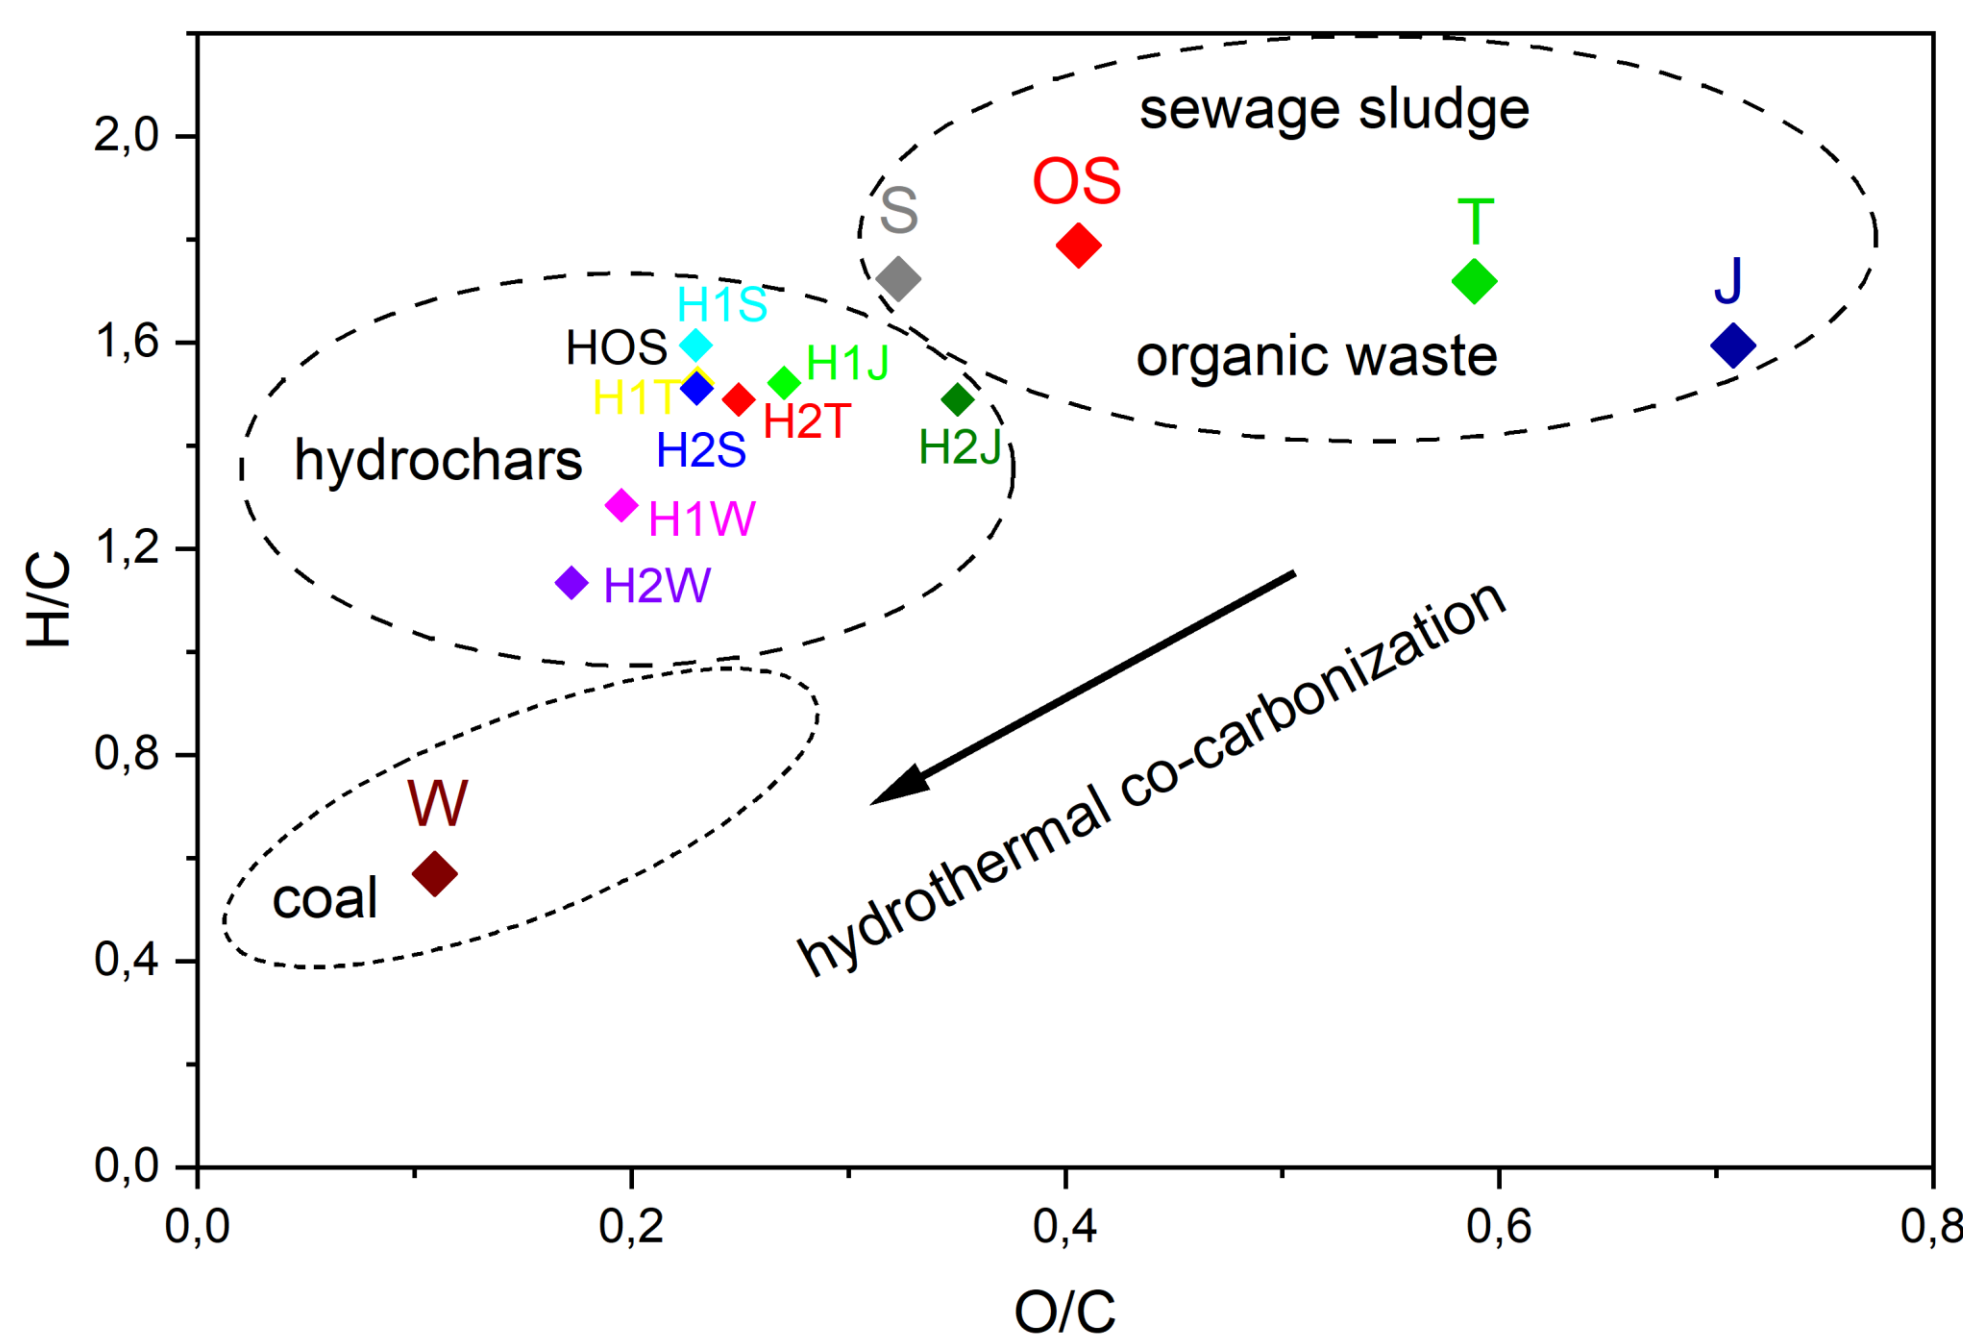 sewage sludge
OS
S
T
J
organic waste
H1S
HOS
H1J
H1T
H2T
H2S
H2J
hydrochars
H1W
H2W
hydrothermal co-carbonization
W
coal
H/C
2,0
1,6
1,2
0,8
0,4
0,0
0,0 0,2 0,4 0,6 0,8
O/C